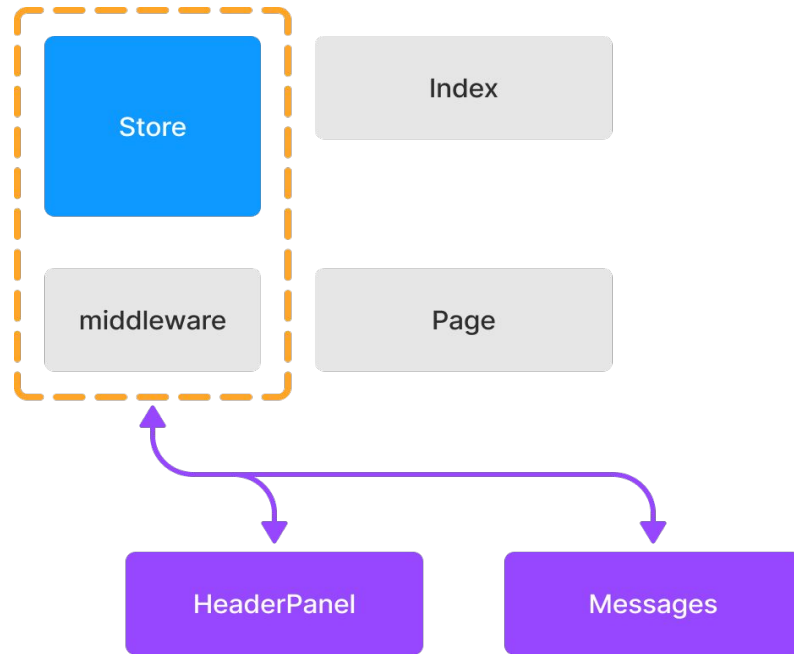 Store
Index
middleware
Page
HeaderPanel
Messages